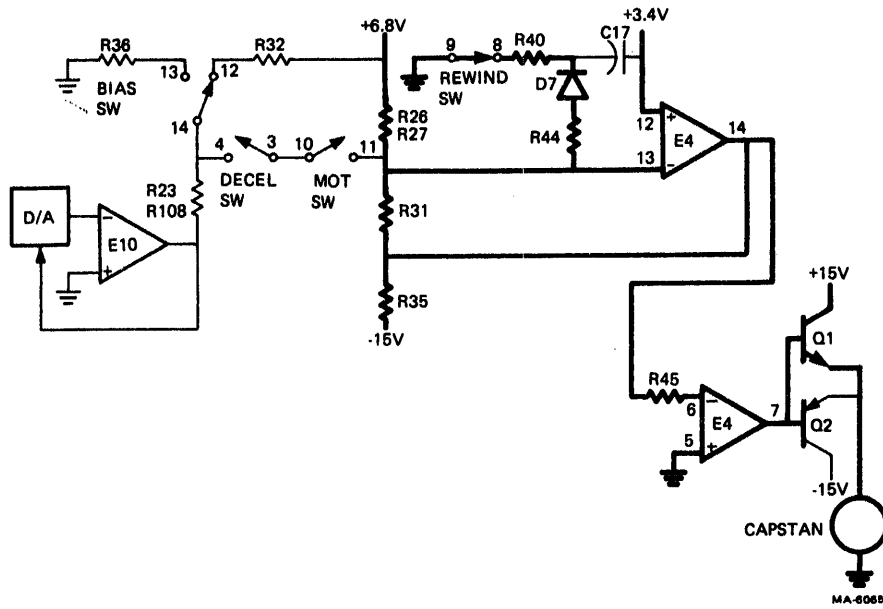 +6.8V
+3.4V
R36
R32
9
8
R40
C17
13
12
BIAS
SW
REWIND
SW
D7
R26
R27
14
12
+
E4
14
4
3
10
11
R44
13
−
DECEL
SW
MOT
SW
R23
R108
R31
D/A
−
E10
+
R35
-15V
+15V
Q1
R45
6
−
E4
7
5
+
Q2
-15V
CAPSTAN
MA-6068